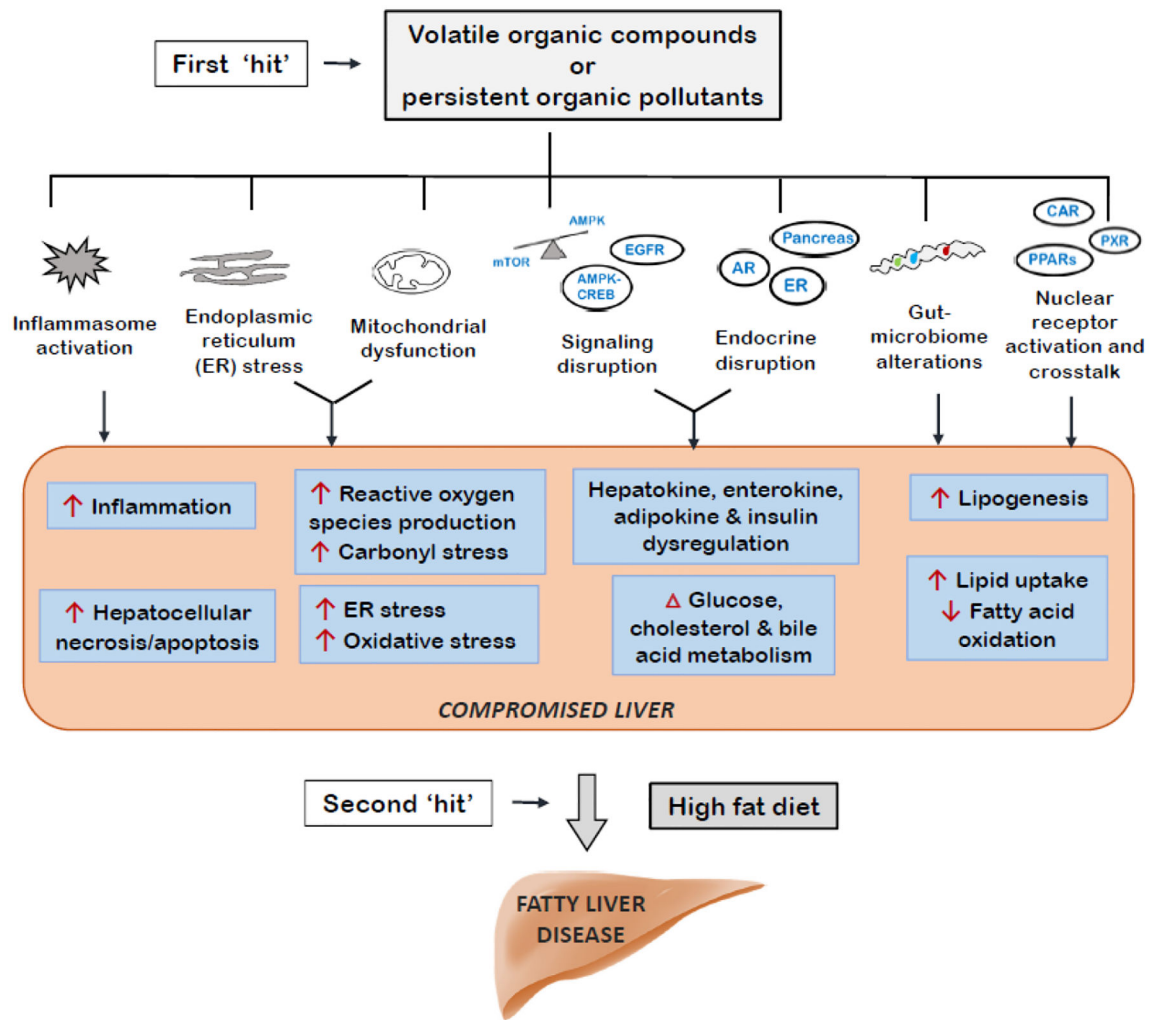 First ‘hit’
Volatile organic compounds
or
persistent organic pollutants
Inflammasome
activation
Endoplasmic
reticulum
(ER) stress
Mitochondrial
dysfunction
AMPK
mTOR
EGFR
AMPK-
CREB
Signaling
disruption
Pancreas
AR
ER
Endocrine
disruption
Gut-
microbiome
alterations
CAR
PXR
PPARs
Nuclear
receptor
activation and
crosstalk
↑ Inflammation
↑ Hepatocellular
necrosis/apoptosis
↑ Reactive oxygen
species production
↑ Carbonyl stress
↑ ER stress
↑ Oxidative stress
Hepatokine, enterokine,
adipokine & insulin
dysregulation
Δ Glucose,
cholesterol & bile
acid metabolism
↑ Lipogenesis
↑ Lipid uptake
↓ Fatty acid
oxidation
COMPROMISED LIVER
Second ‘hit’
High fat diet
FATTY LIVER
DISEASE